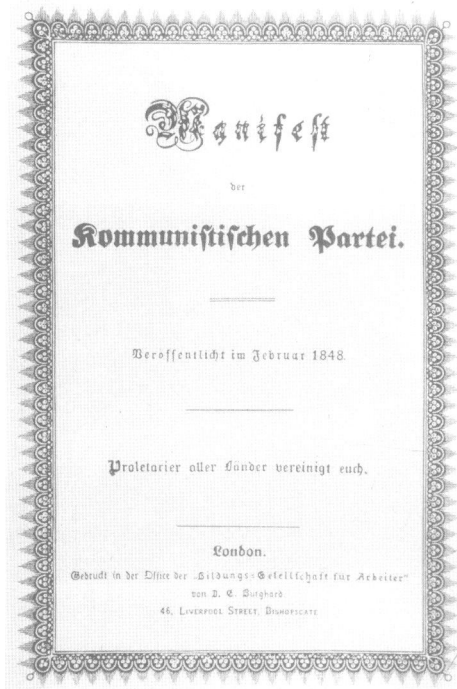 Manifest
der
Kommunistischen Partei.
Veröffentlicht im Februar 1848.
Proletarier aller Länder vereinigt euch.
London.
Gedruckt in der Office der „Bildungs-Gesellschaft für Arbeiter“
von J. E. Burghard.
46, LIVERPOOL STREET, BISHOPSGATE